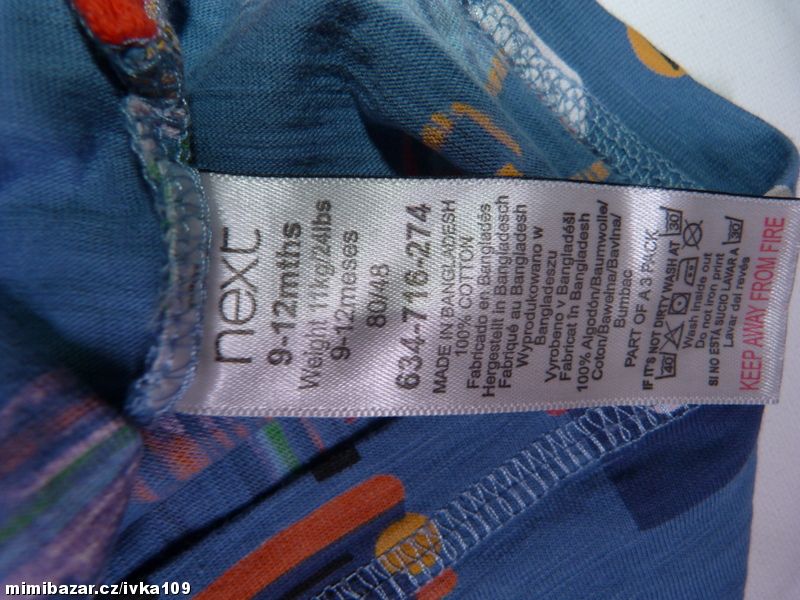 next
9-12mths
Weight 11kg/24lbs
9-12meses
80/48
634-716-274
MADE IN BANGLADESH
100% COTTON
Fabricado en Bangladés
Hergestellt in Bangladesch
Fabriqué au Bangladesh
Wyprodukowano w
Bangladeszu
Vyrobeno v Bangladéši
Fabricat în Bangladesh
100% Algodón/Baumwolle/
Coton/Bawełna/Bavlna/
Bumbac
PART OF A 3 PACK
IF IT'S NOT DIRTY WASH AT 30
40
Wash inside out
Do not iron print
SI NO ESTÁ SUCIO LAVAR A 30
Lavar del revés
KEEP AWAY FROM FIRE
mimibazar.cz/ivka109